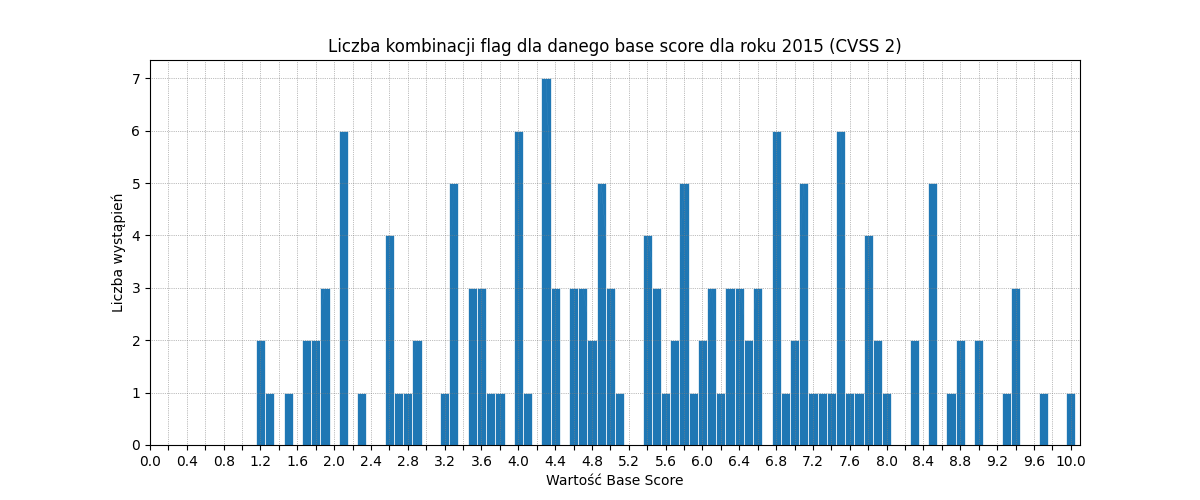 Liczba kombinacji flag dla danego base score dla roku 2015 (CVSS 2)
7
6
5
4
3
2
1
0
Liczba wystąpień
0.0 0.4 0.8 1.2 1.6 2.0 2.4 2.8 3.2 3.6 4.0 4.4 4.8 5.2 5.6 6.0 6.4 6.8 7.2 7.6 8.0 8.4 8.8 9.2 9.6 10.0
Wartość Base Score